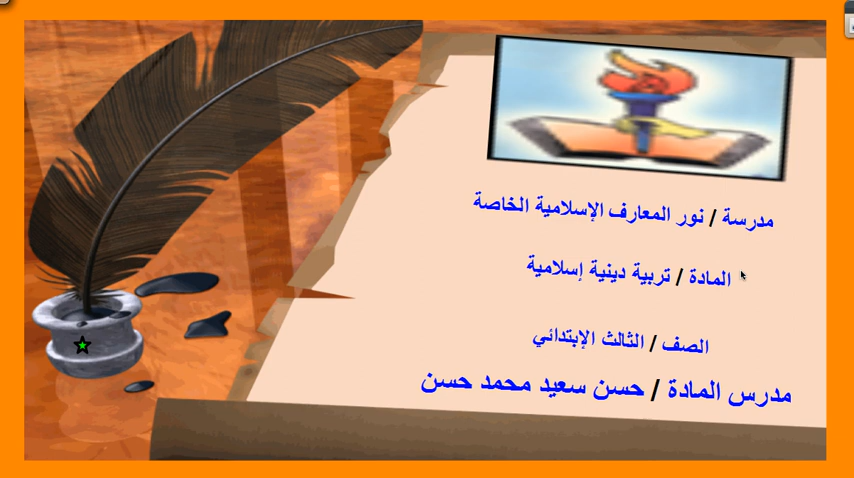 مدرسة / نور المعارف الإسلامية الخاصة
المادة / تربية دينية إسلامية
الصف / الثالث الإبتدائي
مدرس المادة / حسن سعيد محمد حسن